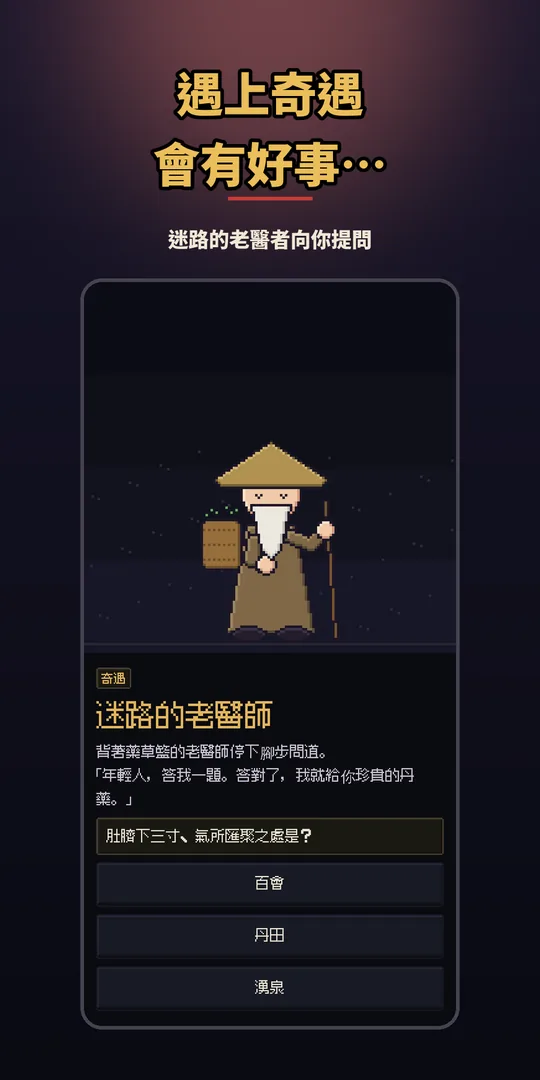 遇上奇遇
會有好事⋯
迷路的老醫者向你提問
奇遇
迷路的老醫師
背著藥草籃的老醫師停下腳步問道。
「年輕人，答我一題。答對了，我就給你珍貴的丹
藥。」
肚臍下三寸、氣所匯聚之處是？
百會
丹田
湧泉